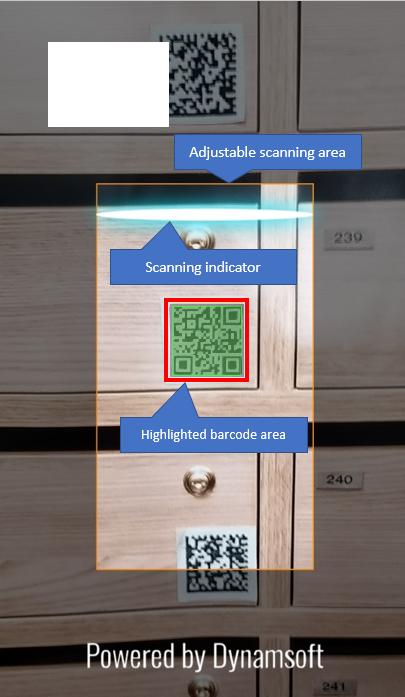 Adjustable scanning area
239
Scanning indicator
Highlighted barcode area
240
Powered by Dynamsoft
241